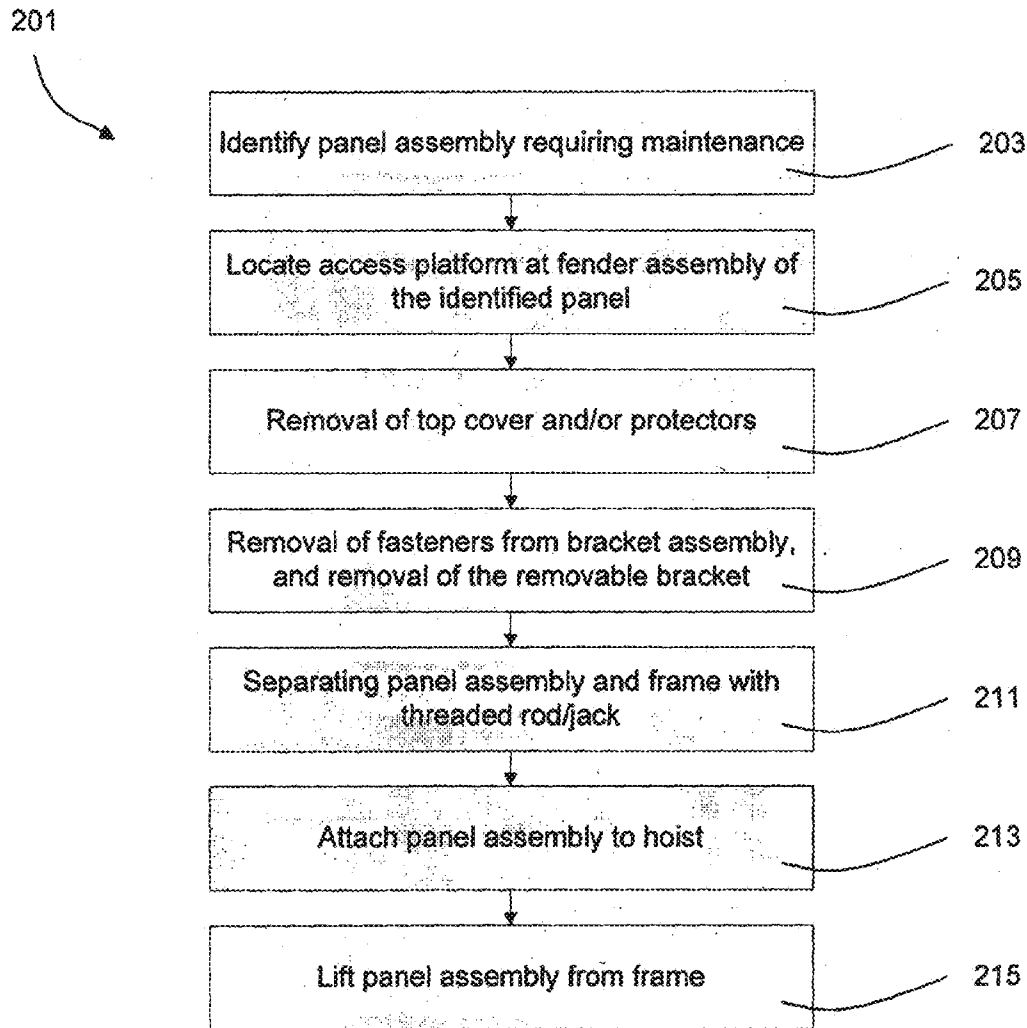 201
Identify panel assembly requiring maintenance
203
Locate access platform at fender assembly of
the identified panel
205
Removal of top cover and/or protectors
207
Removal of fasteners from bracket assembly,
and removal of the removable bracket
209
Separating panel assembly and frame with
threaded rod/jack
211
Attach panel assembly to hoist
213
Lift panel assembly from frame
215